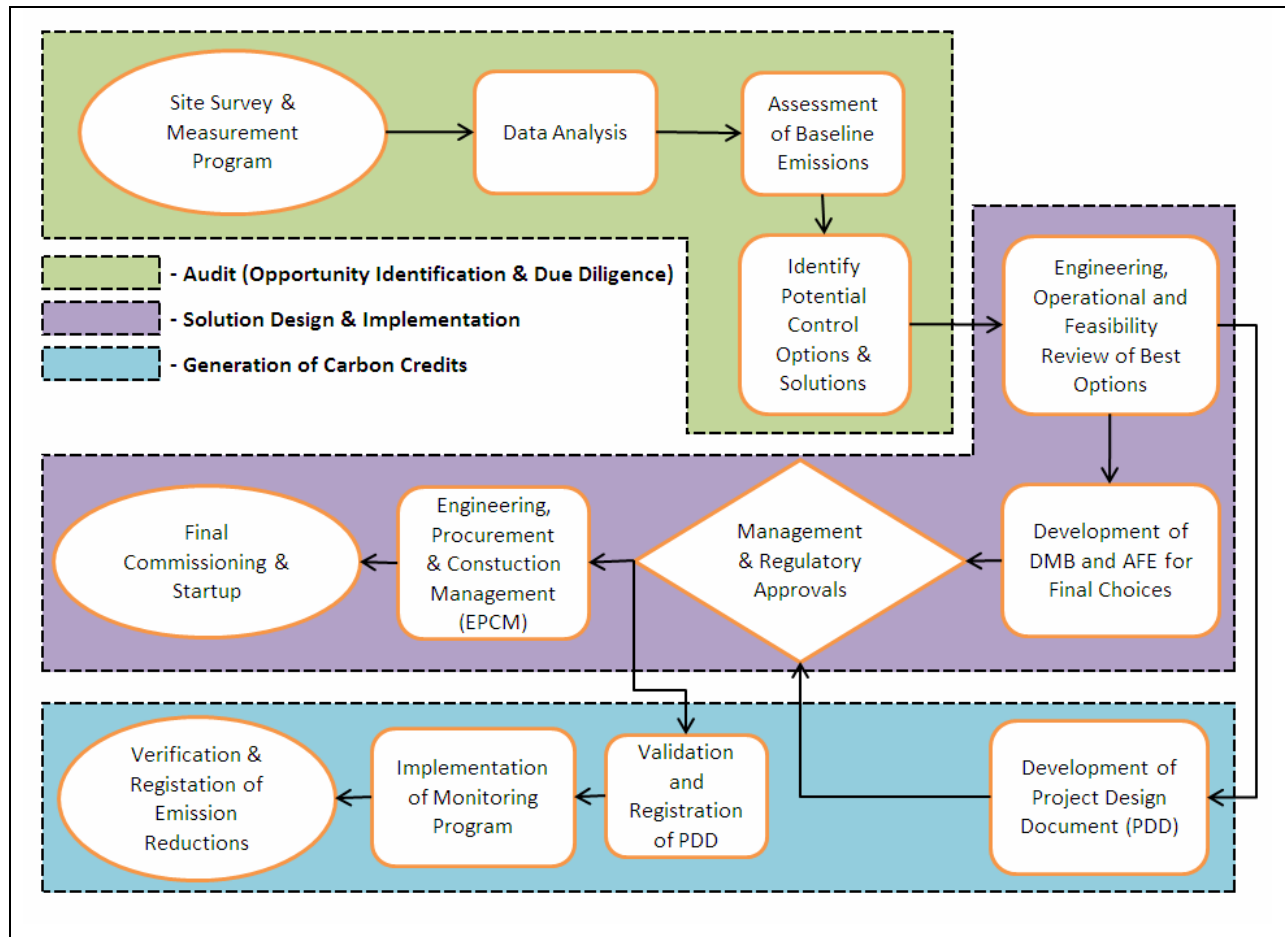 Site Survey &
Measurement
Program
Data Analysis
Assessment
of Baseline
Emissions
- Audit (Opportunity Identification & Due Diligence)
- Solution Design & Implementation
- Generation of Carbon Credits
Identify
Potential
Control
Options &
Solutions
Engineering,
Operational and
Feasibility
Review of Best
Options
Final
Commissioning &
Startup
Engineering,
Procurement
& Constuction
Management
(EPCM)
Management
& Regulatory
Approvals
Development of
DMB and AFE for
Final Choices
Verification &
Registation of
Emission
Reductions
Implementation
of Monitoring
Program
Validation
and
Registration
of PDD
Development of
Project Design
Document (PDD)